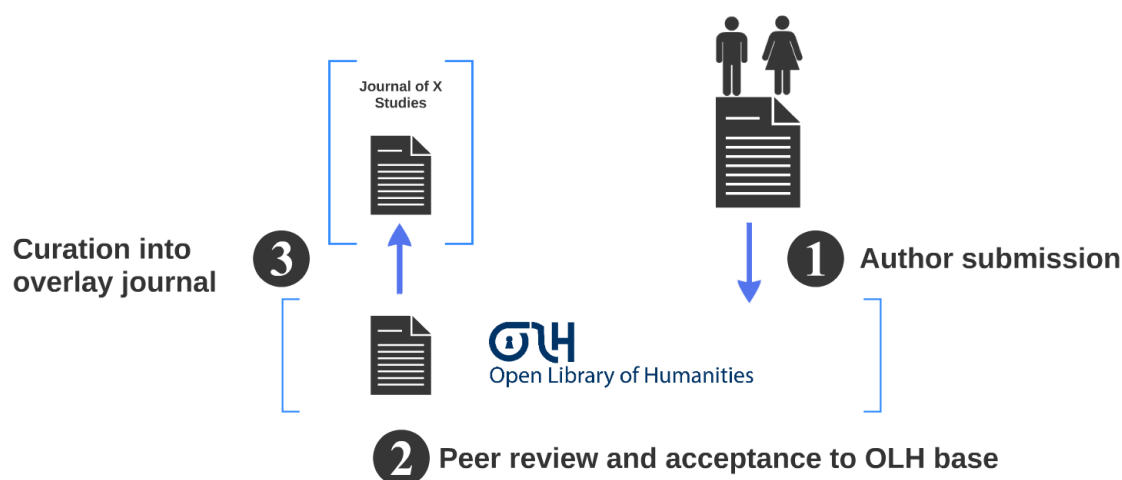 Journal of X
Studies
3
Curation into
overlay journal
1
Author submission
OLH
Open Library of Humanities
2
Peer review and acceptance to OLH base